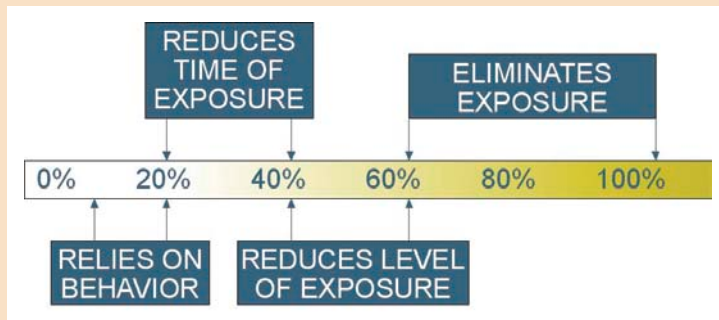 REDUCES
TIME OF
EXPOSURE
ELIMINATES
EXPOSURE
0% 20% 40% 60% 80% 100%
RELIES ON
BEHAVIOR
REDUCES LEVEL
OF EXPOSURE